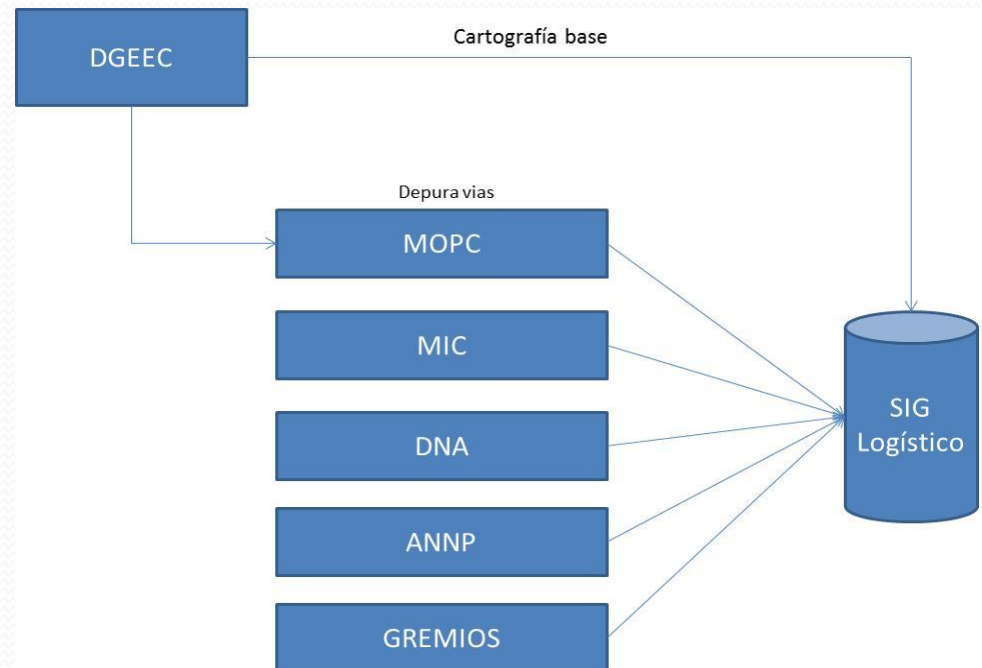 DGEEC
Cartografía base
Depura vias
MOPC
MIC
DNA
ANNP
GREMIOS
SIG
Logístico